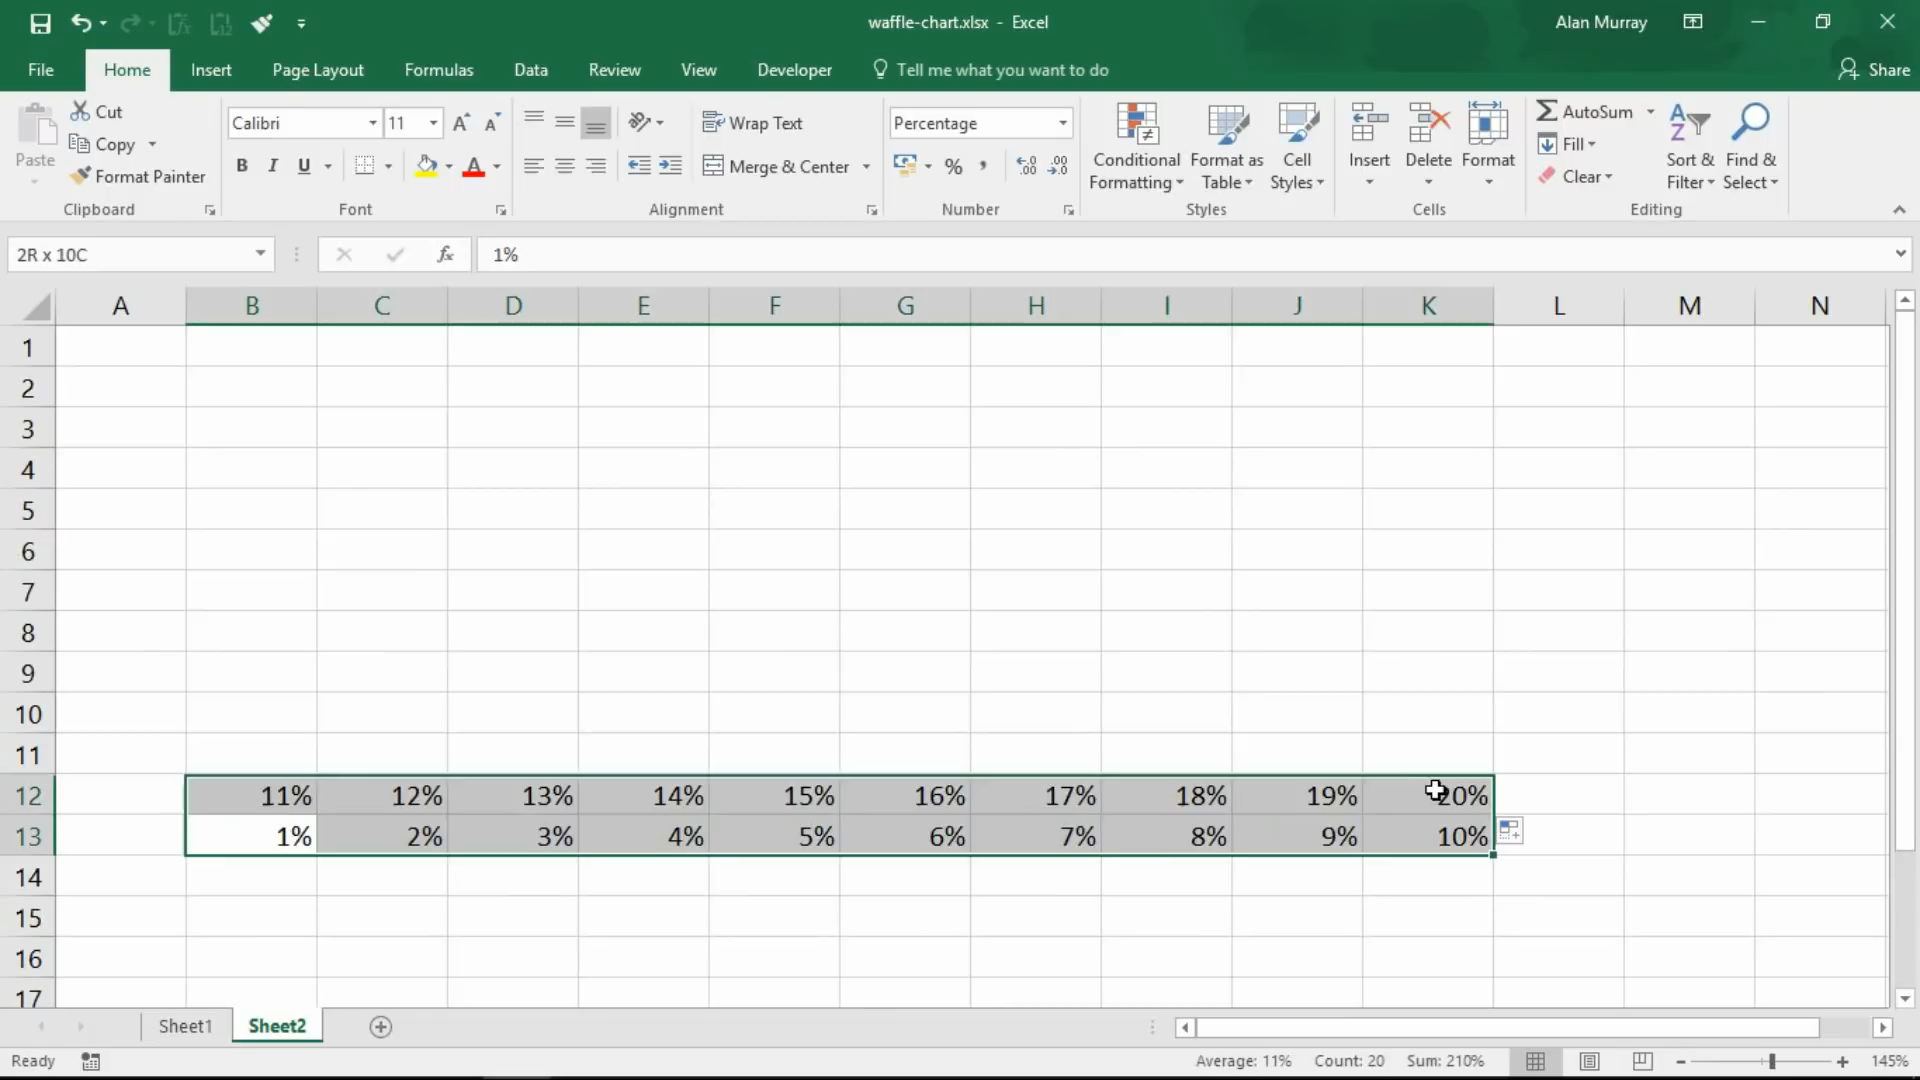 waffle-chart.xlsx - Excel
Alan Murray
File Home Insert Page Layout Formulas Data Review View Developer Tell me what you want to do Share
Paste
Cut
Copy
Format Painter
Clipboard
Calibri 11
B I U A
Font
Wrap Text
Merge & Center
Alignment
Percentage
%
Number
Conditional Formatting
Format as Table
Cell Styles
Styles
Insert Delete Format
Cells
AutoSum
Fill
Clear
Sort & Filter
Find & Select
Editing
2R x 10C fx 1%
A B C D E F G H I J K L M N
1
2
3
4
5
6
7
8
9
10
11
12 11% 12% 13% 14% 15% 16% 17% 18% 19% 20%
13 1% 2% 3% 4% 5% 6% 7% 8% 9% 10%
14
15
16
17
Sheet1 Sheet2
Ready Average: 11% Count: 20 Sum: 210% 145%